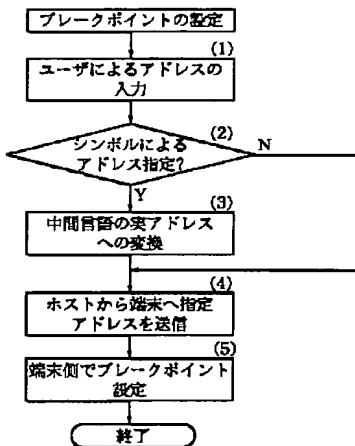 ブレークポイントの設定
(1)
ユーザによるアドレスの
入力
(2)
シンボルによる
アドレス指定?
N
Y
(3)
中間言語の実アドレス
への変換
(4)
ホストから端末へ指定
アドレスを送信
(5)
端末側でブレークポイント
設定
終了